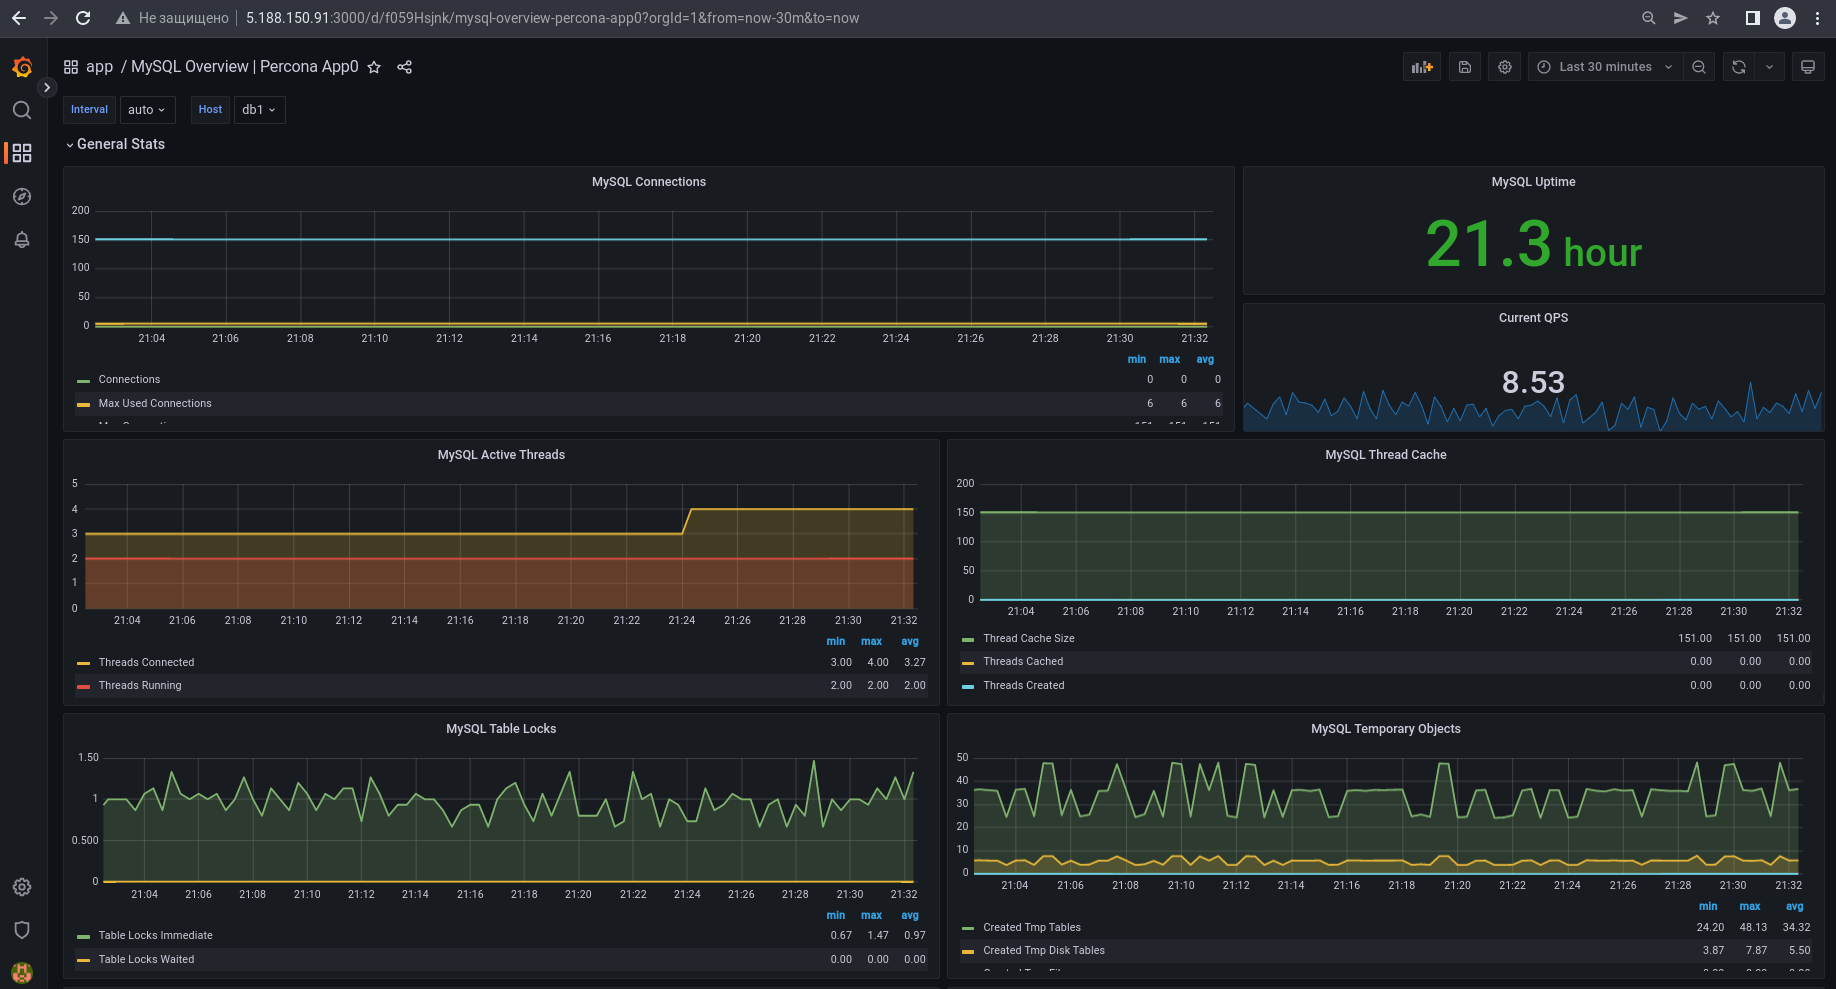 Не защищено 5.188.150.91:3000/d/f059Hsjnk/mysql-overview-percona-app0?orgId=1&from=now-30m&to=now
app / MySQL Overview | Percona App0
Last 30 minutes
Interval auto Host db1
General Stats
MySQL Connections
200
150
100
50
0
21:04 21:06 21:08 21:10 21:12 21:14 21:16 21:18 21:20 21:22 21:24 21:26 21:28 21:30 21:32
min max avg
Connections 0 0 0
Max Used Connections 6 6 6
MySQL Uptime
21.3 hour
Current QPS
8.53
MySQL Active Threads
5
4
3
2
1
0
21:04 21:06 21:08 21:10 21:12 21:14 21:16 21:18 21:20 21:22 21:24 21:26 21:28 21:30 21:32
min max avg
Threads Connected 3.00 4.00 3.27
Threads Running 2.00 2.00 2.00
MySQL Thread Cache
200
150
100
50
0
21:04 21:06 21:08 21:10 21:12 21:14 21:16 21:18 21:20 21:22 21:24 21:26 21:28 21:30 21:32
Thread Cache Size 151.00 151.00 151.00
Threads Cached 0.00 0.00 0.00
Threads Created 0.00 0.00 0.00
MySQL Table Locks
1.50
1
0.500
0
21:04 21:06 21:08 21:10 21:12 21:14 21:16 21:18 21:20 21:22 21:24 21:26 21:28 21:30 21:32
min max avg
Table Locks Immediate 0.67 1.47 0.97
Table Locks Waited 0.00 0.00 0.00
MySQL Temporary Objects
50
40
30
20
10
0
21:04 21:06 21:08 21:10 21:12 21:14 21:16 21:18 21:20 21:22 21:24 21:26 21:28 21:30 21:32
min max avg
Created Tmp Tables 24.20 48.13 34.32
Created Tmp Disk Tables 3.87 7.87 5.50